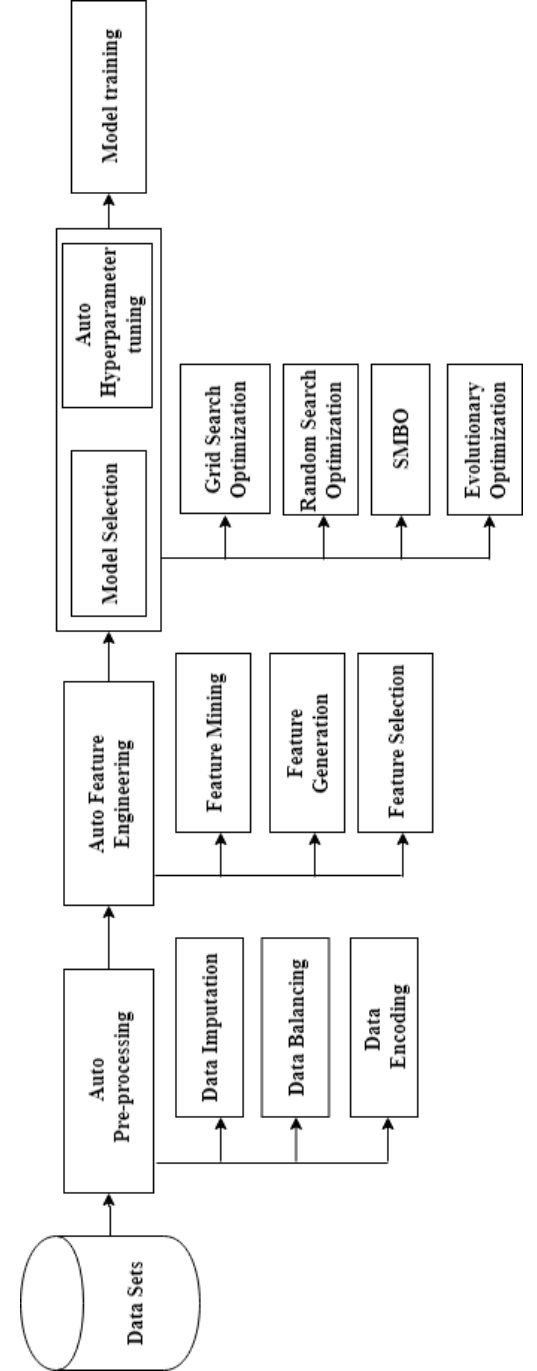 Data Sets
Auto
Pre-processing
Data Imputation
Data Balancing
Data
Encoding
Auto Feature
Engineering
Feature Mining
Feature
Generation
Feature Selection
Model Selection
Auto
Hyperparameter
tuning
Grid Search
Optimization
Random Search
Optimization
SMBO
Evolutionary
Optimization
Model training